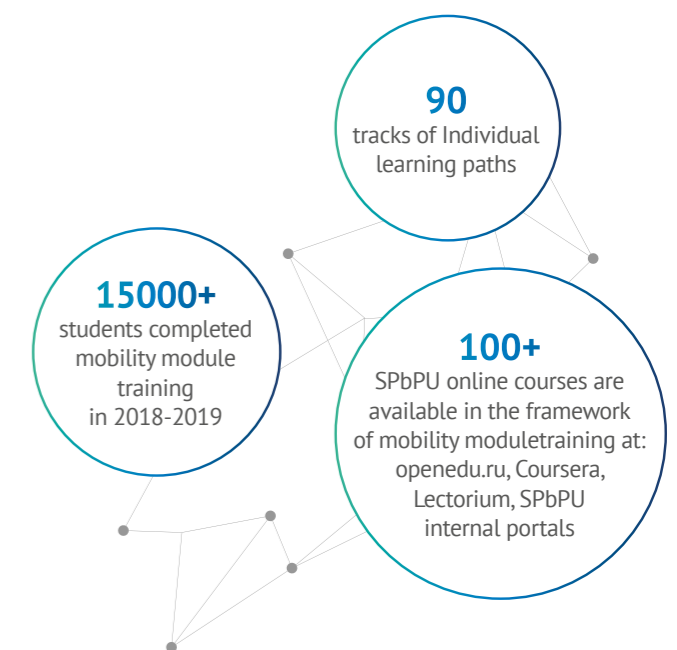 90
tracks of Individual
learning paths
15000+
students completed
mobility module
training
in 2018-2019
100+
SPbPU online courses are
available in the framework
of mobility moduletraining at:
openedu.ru, Coursera,
Lectorium, SPbPU
internal portals